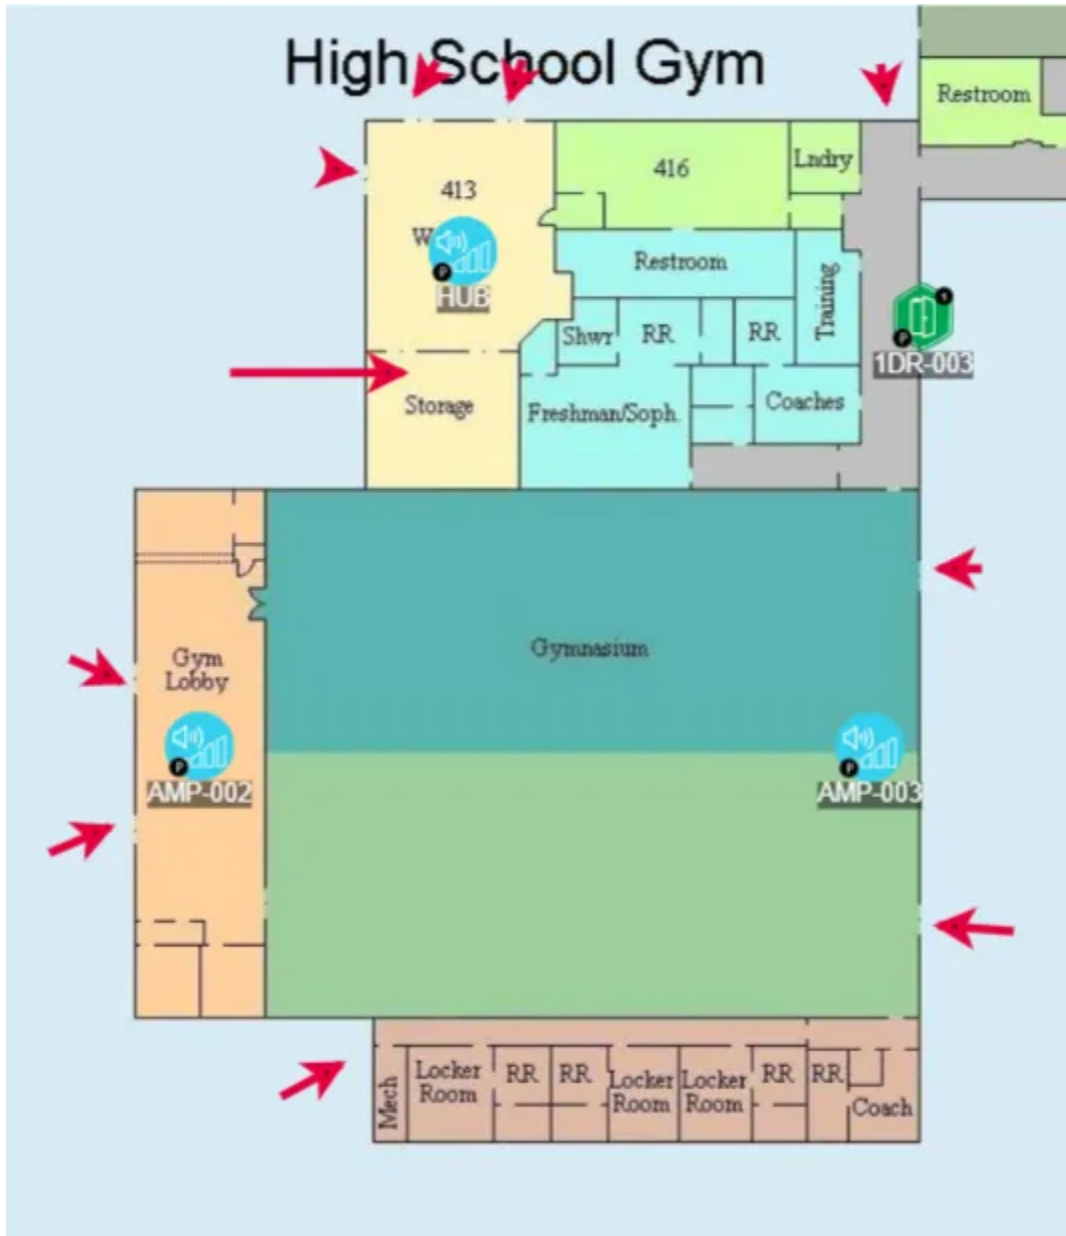 High School Gym
Restroom
413
416
Lndry
W
HUB
P
Restroom
Training
Shwr
RR
RR
1
P
1DR-003
Storage
Freshman/Soph.
Coaches
Gymnasium
Gym
Lobby
P
AMP-002
P
AMP-003
Mech
Locker
Room
RR
RR
Locker
Room
Locker
Room
RR
RR
Coach